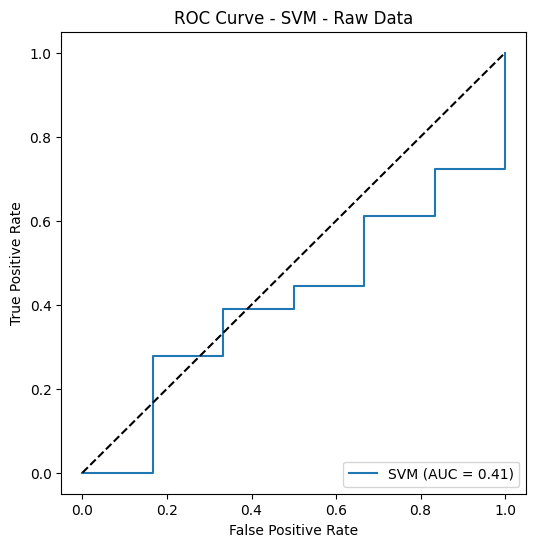 ROC Curve - SVM - Raw Data
True Positive Rate
1.0
0.8
0.6
0.4
0.2
0.0
0.0 0.2 0.4 0.6 0.8 1.0
False Positive Rate
SVM (AUC = 0.41)